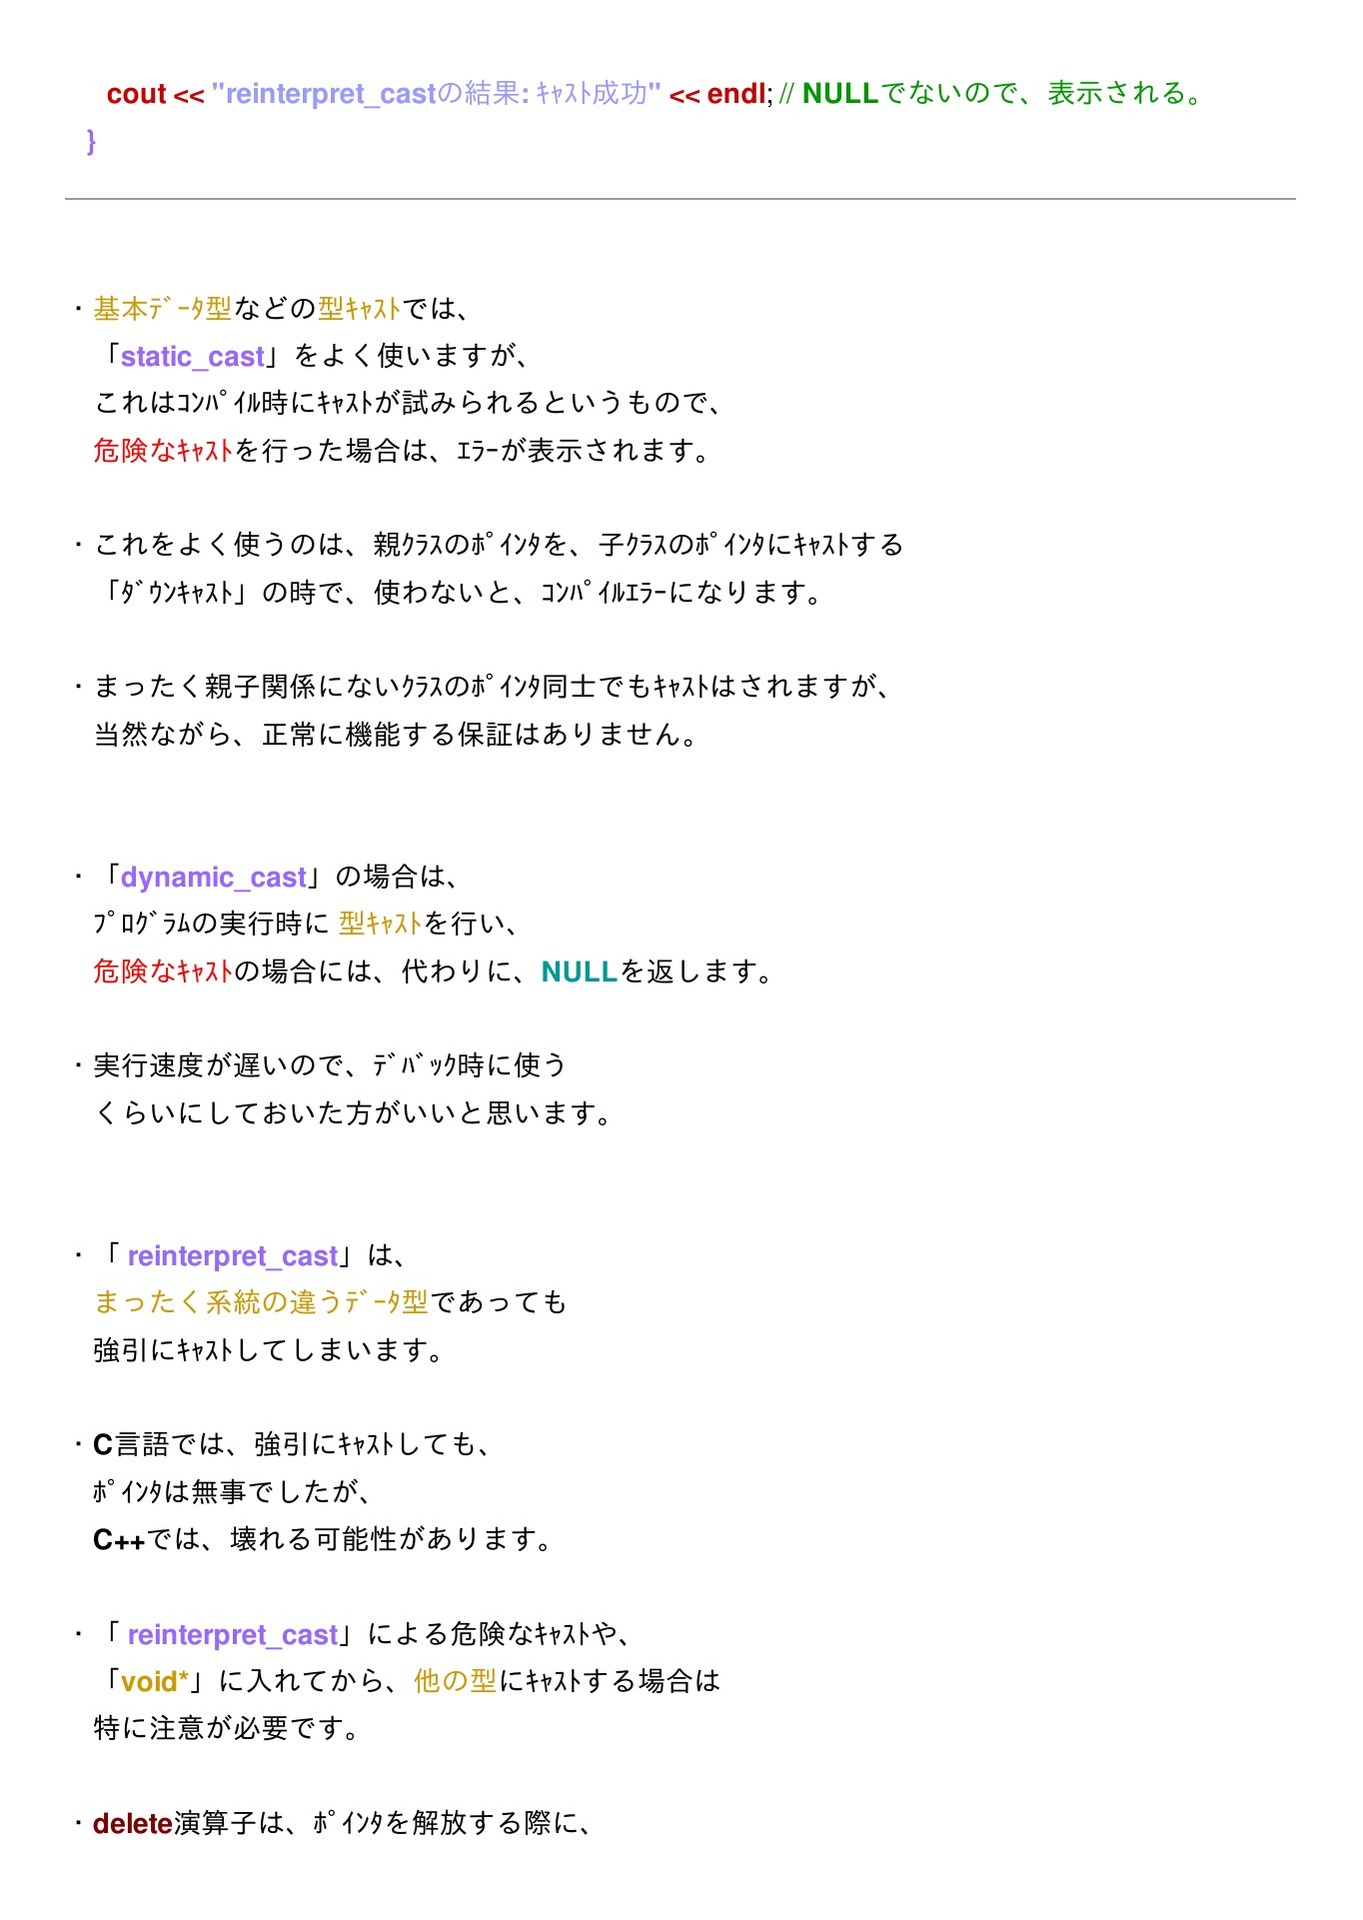 cout << "reinterpret_castの結果: ｷｬｽﾄ成功" << endl; // NULLでないので、表示される。
}
・基本ﾃﾞｰﾀ型などの型ｷｬｽﾄでは、
「static_cast」をよく使いますが、
これはｺﾝﾊﾟｲﾙ時にｷｬｽﾄが試みられるというもので、
危険なｷｬｽﾄを行った場合は、ｴﾗｰが表示されます。
・これをよく使うのは、親ｸﾗｽのﾎﾟｲﾝﾀを、子ｸﾗｽのﾎﾟｲﾝﾀにｷｬｽﾄする
「ﾀﾞｳﾝｷｬｽﾄ」の時で、使わないと、ｺﾝﾊﾟｲﾙｴﾗｰになります。
・まったく親子関係にないｸﾗｽのﾎﾟｲﾝﾀ同士でもｷｬｽﾄはされますが、
当然ながら、正常に機能する保証はありません。
・「dynamic_cast」の場合は、
ﾌﾟﾛｸﾞﾗﾑの実行時に 型ｷｬｽﾄを行い、
危険なｷｬｽﾄの場合には、代わりに、NULLを返します。
・実行速度が遅いので、ﾃﾞﾊﾞｯｸ時に使う
くらいにしておいた方がいいと思います。
・「 reinterpret_cast」は、
まったく系統の違うﾃﾞｰﾀ型であっても
強引にｷｬｽﾄしてしまいます。
・C言語では、強引にｷｬｽﾄしても、
ﾎﾟｲﾝﾀは無事でしたが、
C++では、壊れる可能性があります。
・「 reinterpret_cast」による危険なｷｬｽﾄや、
「void*」に入れてから、他の型にｷｬｽﾄする場合は
特に注意が必要です。
・delete演算子は、ﾎﾟｲﾝﾀを解放する際に、